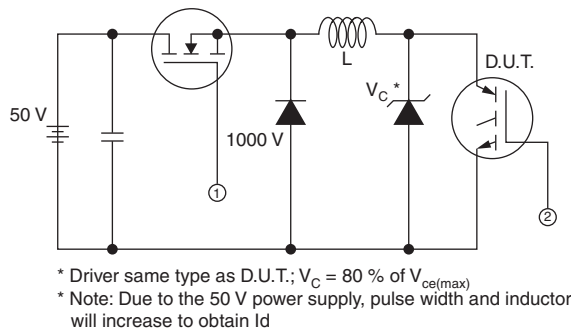 D.U.T.
L
V_C *
50 V
1000 V
①
②
* Driver same type as D.U.T.; V_C = 80 % of V_ce(max)
* Note: Due to the 50 V power supply, pulse width and inductor
will increase to obtain Id